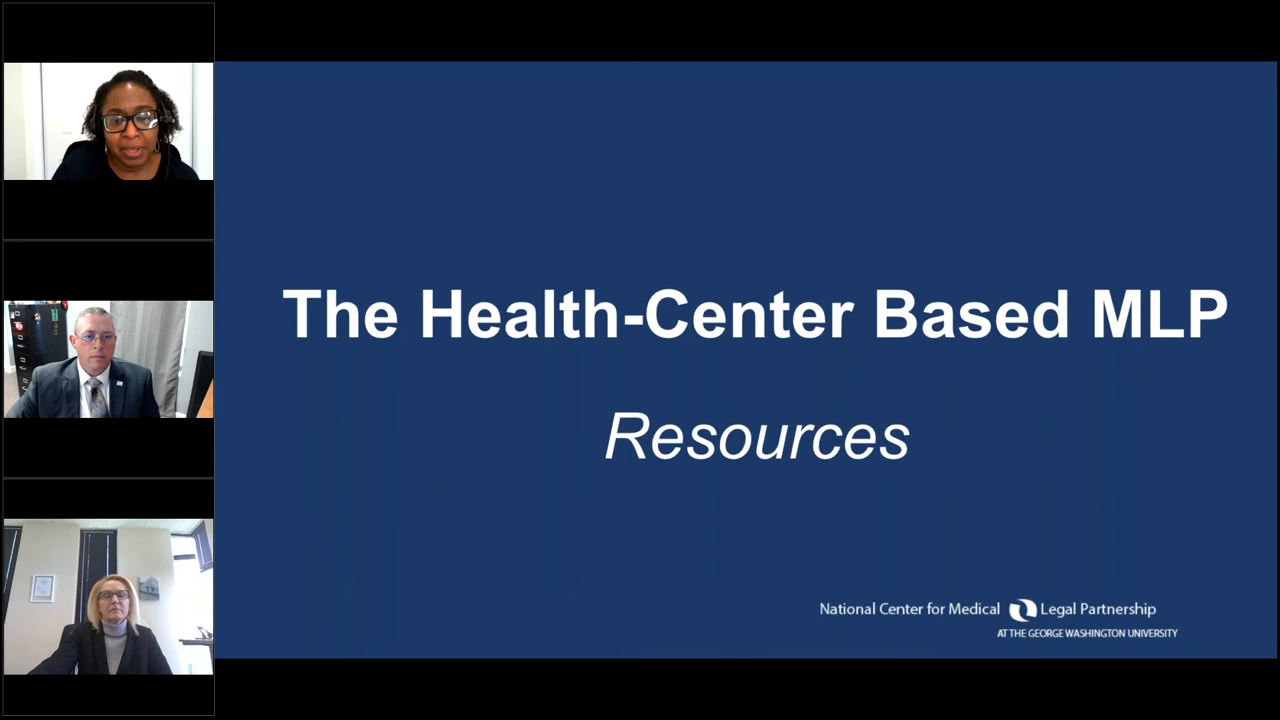 The Health-Center Based MLP
Resources
National Center for Medical Legal Partnership
AT THE GEORGE WASHINGTON UNIVERSITY